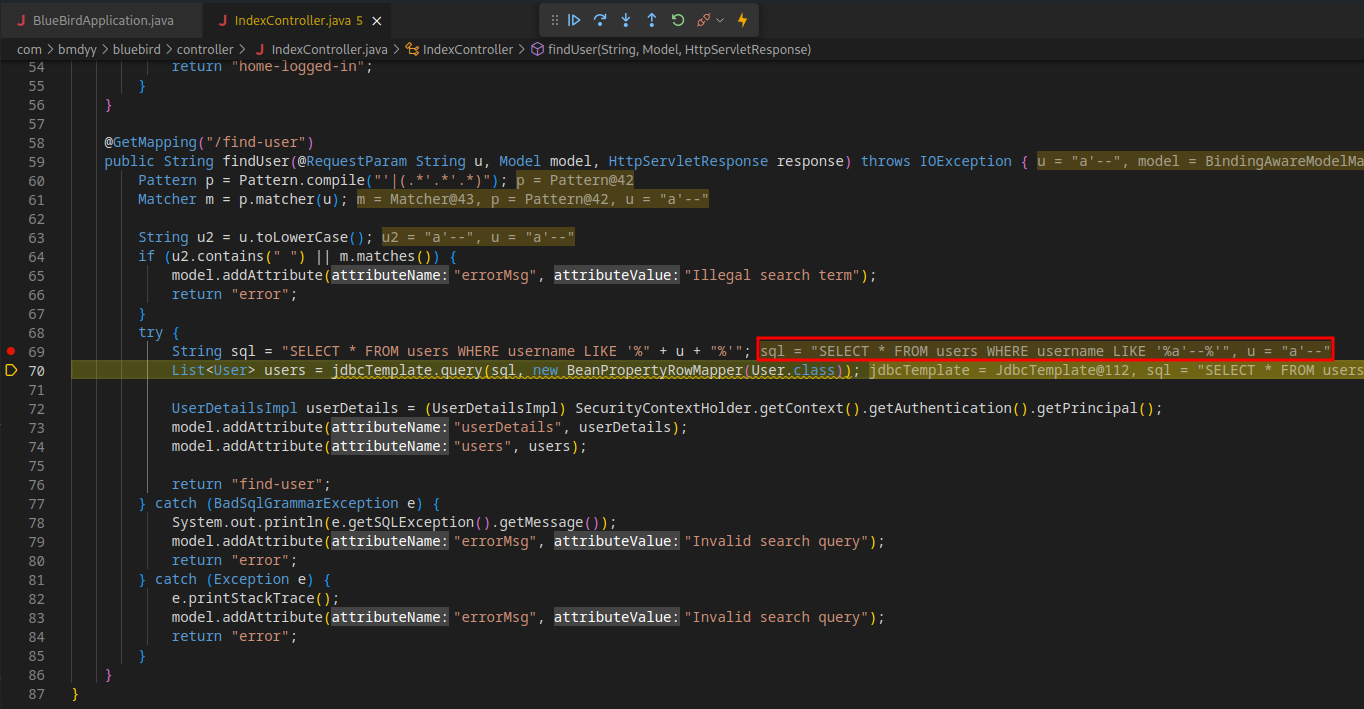 BlueBirdApplication.java
IndexController.java 5
com > bmdyy > bluebird > controller > IndexController.java > IndexController > findUser(String, Model, HttpServletResponse)
54 return "home-logged-in";
55 }
56 }
57
58 @GetMapping("/find-user")
59 public String findUser(@RequestParam String u, Model model, HttpServletResponse response) throws IOException { u = "a'--", model = BindingAwareModelMa
60 Pattern p = Pattern.compile("'|(.*'.*'.*)"); p = Pattern@42
61 Matcher m = p.matcher(u); m = Matcher@43, p = Pattern@42, u = "a'--"
62
63 String u2 = u.toLowerCase(); u2 = "a'--", u = "a'--"
64 if (u2.contains(" ") || m.matches()) {
65 model.addAttribute(attributeName: "errorMsg", attributeValue: "Illegal search term");
66 return "error";
67 }
68 try {
69 String sql = "SELECT * FROM users WHERE username LIKE '%" + u + "%'"; sql = "SELECT * FROM users WHERE username LIKE '%a'--%'", u = "a'--"
70 List<User> users = jdbcTemplate.query(sql, new BeanPropertyRowMapper(User.class)); jdbcTemplate = JdbcTemplate@112, sql = "SELECT * FROM users
71
72 UserDetailsImpl userDetails = (UserDetailsImpl) SecurityContextHolder.getContext().getAuthentication().getPrincipal();
73 model.addAttribute(attributeName: "userDetails", userDetails);
74 model.addAttribute(attributeName: "users", users);
75
76 return "find-user";
77 } catch (BadSqlGrammarException e) {
78 System.out.println(e.getSQLException().getMessage());
79 model.addAttribute(attributeName: "errorMsg", attributeValue: "Invalid search query");
80 return "error";
81 } catch (Exception e) {
82 e.printStackTrace();
83 model.addAttribute(attributeName: "errorMsg", attributeValue: "Invalid search query");
84 return "error";
85 }
86 }
87 }